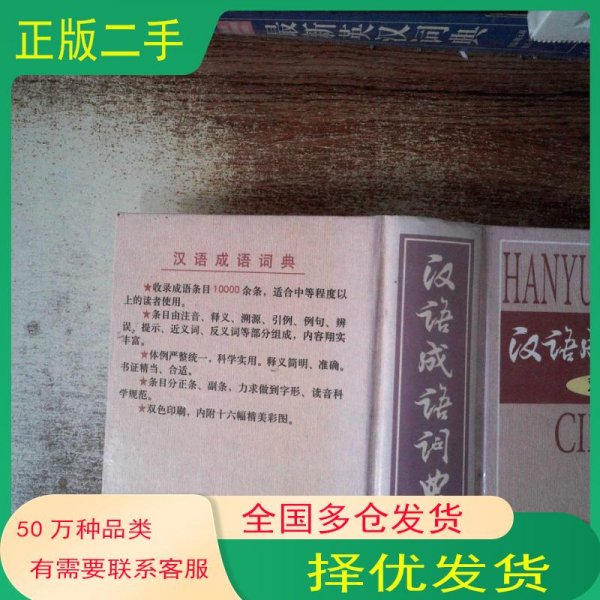 正版二手
最新英汉词典
汉语成语词典
★收录成语条目10000余条，适合中等程度以
上的读者使用。
★条目由注音、释义、溯源、引例、例句、辨
误、提示、近义词、反义词等部分组成，内容翔实
丰富。
★体例严整统一，科学实用。释义简明、准确。
书证精当、合适。
★条目分正条、副条，力求做到字形、读音科
学规范。
★双色印刷，内附十六幅精美彩图。
汉语成语词典
HANYU
汉语成
CI
50万种品类
有需要联系客服
全国多仓发货
择优发货